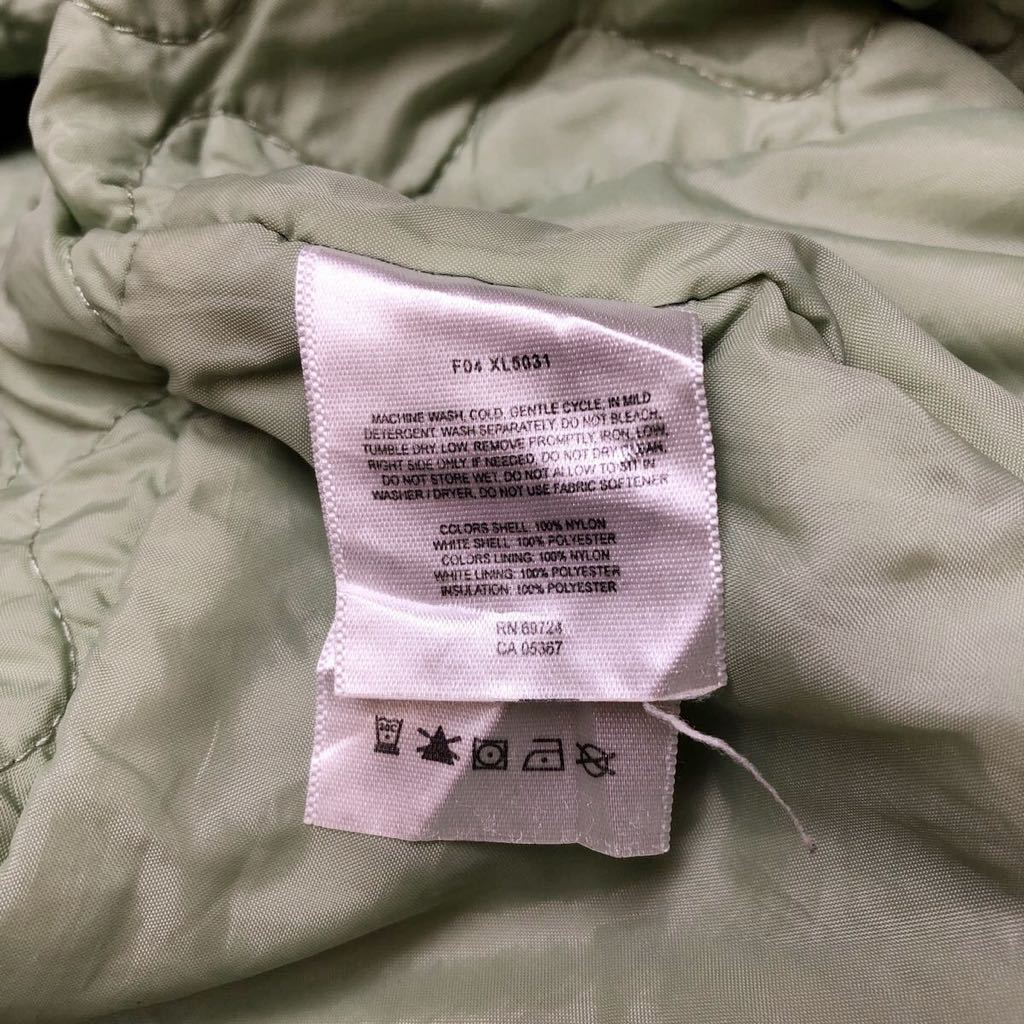 F04 XL5031
MACHINE WASH, COLD, GENTLE CYCLE, IN MILD
DETERGENT. WASH SEPARATELY. DO NOT BLEACH.
TUMBLE DRY, LOW. REMOVE PROMPTLY. IRON, LOW,
RIGHT SIDE ONLY, IF NEEDED. DO NOT DRY CLEAN.
DO NOT STORE WET. DO NOT ALLOW TO SIT IN
WASHER / DRYER. DO NOT USE FABRIC SOFTENER
COLORS SHELL: 100% NYLON
WHITE SHELL: 100% POLYESTER
COLORS LINING: 100% NYLON
WHITE LINING: 100% POLYESTER
INSULATION: 100% POLYESTER
RN 69724
CA 05367